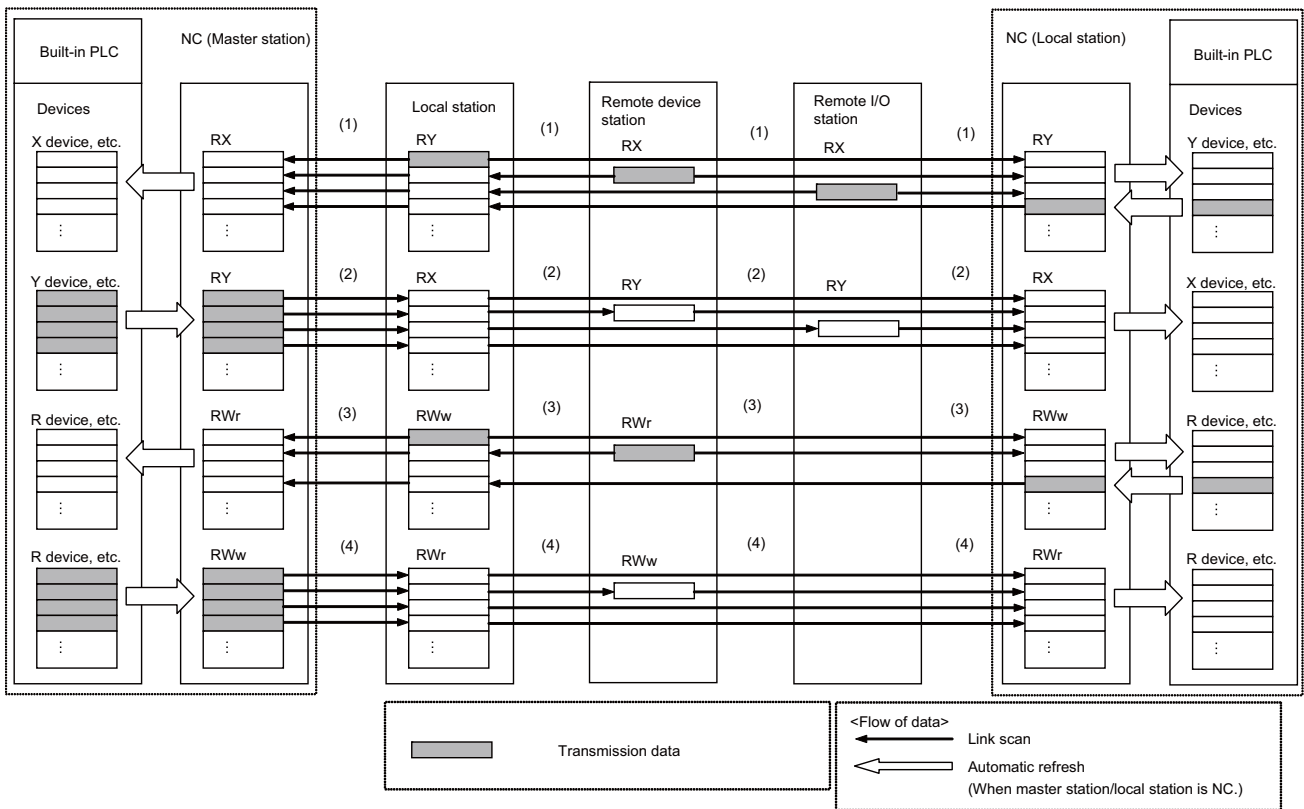 Built-in PLC
NC (Master station)
NC (Local station)
Built-in PLC
Devices
Local station
Remote device
station
Remote I/O
station
Devices
X device, etc.
RX
(1)
RY
(1)
RX
(1)
RX
(1)
RY
Y device, etc.
⋮
⋮
⋮
⋮
⋮
Y device, etc.
RY
(2)
RX
(2)
RY
(2)
RY
(2)
RX
X device, etc.
⋮
⋮
⋮
⋮
⋮
R device, etc.
RWr
(3)
RWw
(3)
RWr
(3)
(3)
RWw
R device, etc.
⋮
⋮
⋮
⋮
⋮
R device, etc.
RWw
(4)
RWr
(4)
RWw
(4)
(4)
RWr
R device, etc.
⋮
⋮
⋮
⋮
⋮
Transmission data
<Flow of data>
Link scan
Automatic refresh
(When master station/local station is NC.)